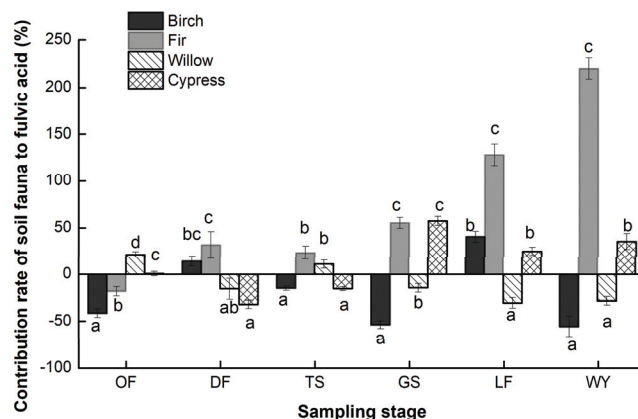 Contribution rate of soil fauna to fulvic acid (%)
Birch
Fir
Willow
Cypress
250
200
150
100
50
0
-50
-100
a b d c
bc c ab a
a b b a
a c b c
b c a b
a c a b
OF DF TS GS LF WY
Sampling stage